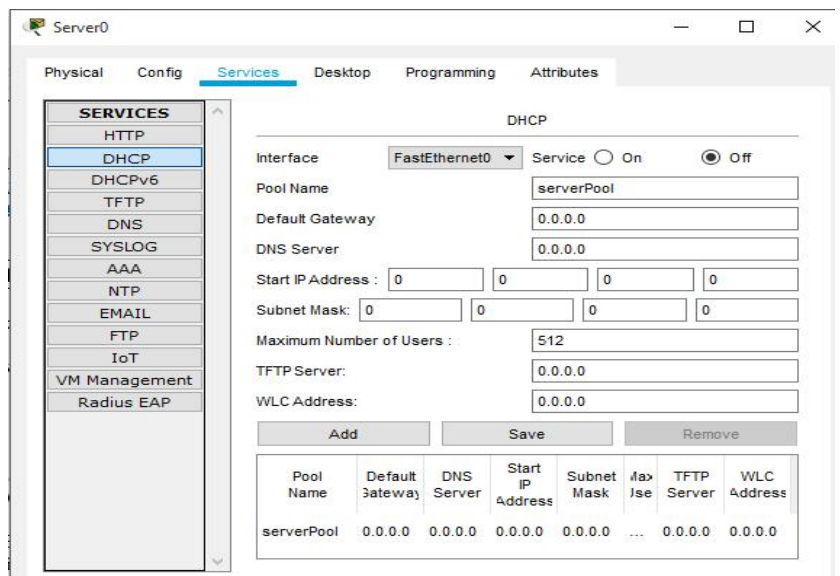 Server0
Physical Config Services Desktop Programming Attributes
SERVICES
HTTP
DHCP
DHCPv6
TFTP
DNS
SYSLOG
AAA
NTP
EMAIL
FTP
IoT
VM Management
Radius EAP
DHCP
Interface FastEthernet0 Service On Off
Pool Name serverPool
Default Gateway 0.0.0.0
DNS Server 0.0.0.0
Start IP Address : 0 0 0 0
Subnet Mask: 0 0 0 0
Maximum Number of Users : 512
TFTP Server: 0.0.0.0
WLC Address: 0.0.0.0
Add Save Remove
Pool Name Default DNS Server Start IP Subnet Mask TFTP Server WLC
serverPool 0.0.0.0 0.0.0.0 0.0.0.0 0.0.0.0 ... 0.0.0.0 0.0.0.0